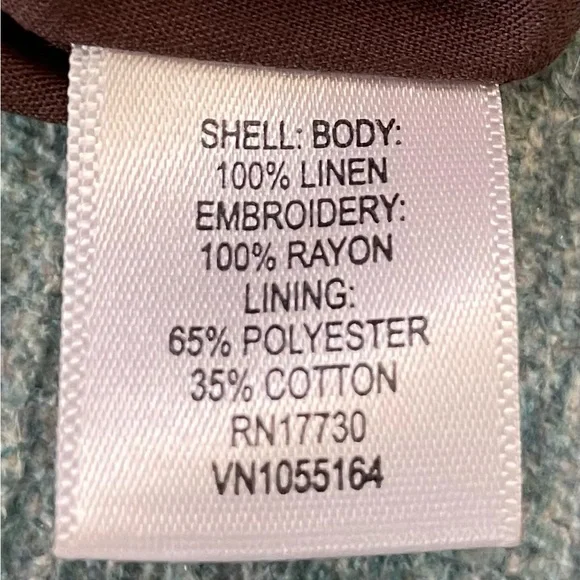 SHELL: BODY:
100% LINEN
EMBROIDERY:
100% RAYON
LINING:
65% POLYESTER
35% COTTON
RN17730
VN1055164